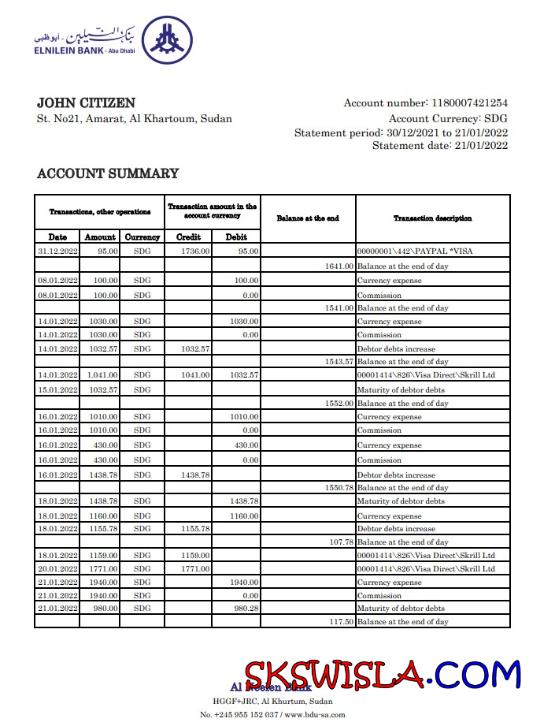 بنك النيلين - أبوظبي
ELNILEIN BANK - Abu Dhabi
JOHN CITIZEN
St. No21, Amarat, Al Khartoum, Sudan
Account number: 1180007421254
Account Currency: SDG
Statement period: 30/12/2021 to 21/01/2022
Statement date: 21/01/2022
ACCOUNT SUMMARY
Transactions, other operations Transaction amount in the account currency Balance at the end Transaction description
Date Amount Currency Credit Debit
31.12.2022 95.00 SDG 1736.00 95.00 00000001\442\PAYPAL *VISA
1641.00 Balance at the end of day
08.01.2022 100.00 SDG 100.00 Currency expense
08.01.2022 100.00 SDG 0.00 Commission
1541.00 Balance at the end of day
14.01.2022 1030.00 SDG 1030.00 Currency expense
14.01.2022 1030.00 SDG 0.00 Commission
14.01.2022 1032.57 SDG 1032.57 Debtor debts increase
1543.57 Balance at the end of day
14.01.2022 1,041.00 SDG 1041.00 1032.57 00001414\826\Visa Direct\Skrill Ltd
15.01.2022 1032.57 SDG Maturity of debtor debts
1552.00 Balance at the end of day
16.01.2022 1010.00 SDG 1010.00 Currency expense
16.01.2022 1010.00 SDG 0.00 Commission
16.01.2022 430.00 SDG 430.00 Currency expense
16.01.2022 430.00 SDG 0.00 Commission
16.01.2022 1438.78 SDG 1438.78 Debtor debts increase
1550.78 Balance at the end of day
18.01.2022 1438.78 SDG 1438.78 Maturity of debtor debts
18.01.2022 1160.00 SDG 1160.00 Currency expense
18.01.2022 1155.78 SDG 1155.78 Debtor debts increase
107.78 Balance at the end of day
18.01.2022 1159.00 SDG 1159.00 00001414\826\Visa Direct\Skrill Ltd
20.01.2022 1771.00 SDG 1771.00 00001414\826\Visa Direct\Skrill Ltd
21.01.2022 1940.00 SDG 1940.00 Currency expense
21.01.2022 1940.00 SDG 0.00 Commission
21.01.2022 980.00 SDG 980.28 Maturity of debtor debts
117.50 Balance at the end of day
SKSWISLA.COM
Al Neelen Bank
HGGF+JRC, Al Khurtum, Sudan
No. +245 955 152 037 / www.bdu-sa.com